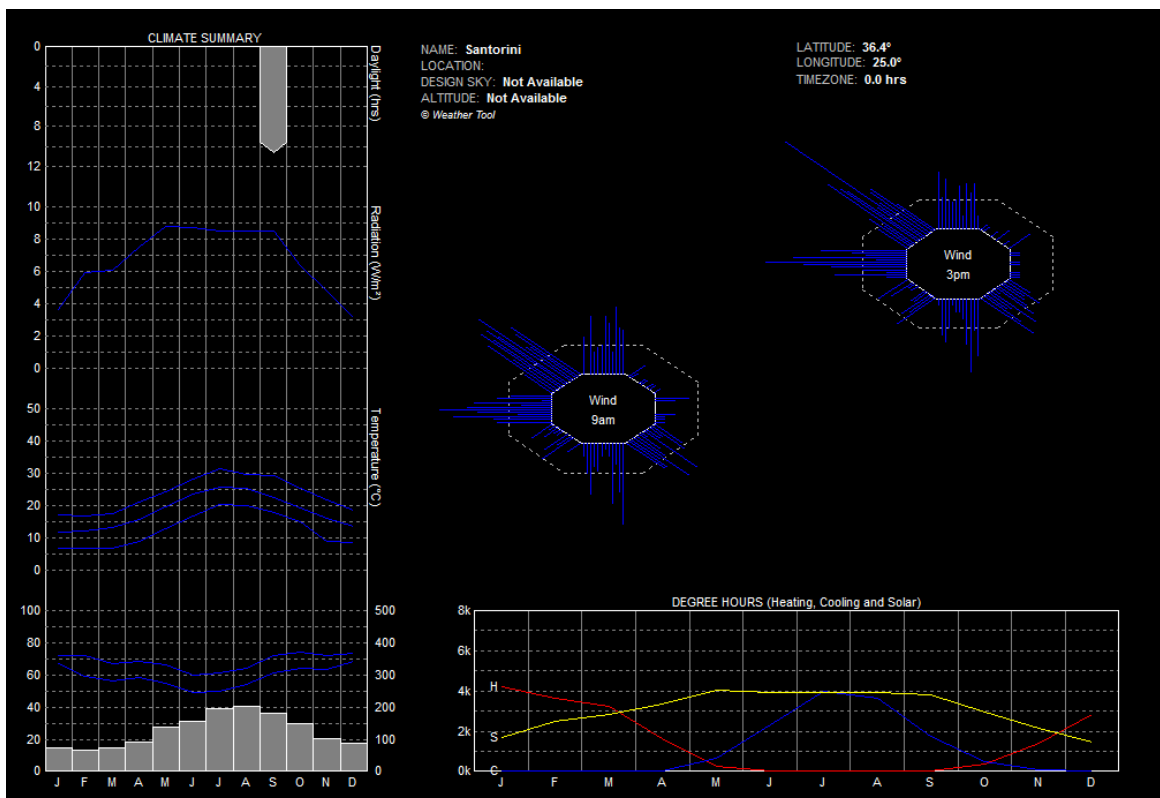 CLIMATE SUMMARY
NAME: Santorini
LOCATION:
DESIGN SKY: Not Available
ALTITUDE: Not Available
© Weather Tool
LATITUDE: 36.4°
LONGITUDE: 25.0°
TIMEZONE: 0.0 hrs
0
4
8
12
Daylight (hrs)
10
8
6
4
2
0
Radiation (W/m²)
50
40
30
20
10
0
Temperature (°C)
100
80
60
40
20
0
500
400
300
200
100
0
J F M A M J J A S O N D
Wind
3pm
Wind
9am
DEGREE HOURS (Heating, Cooling and Solar)
8k
6k
4k
2k
0k
H
S
C
J F M A M J J A S O N D